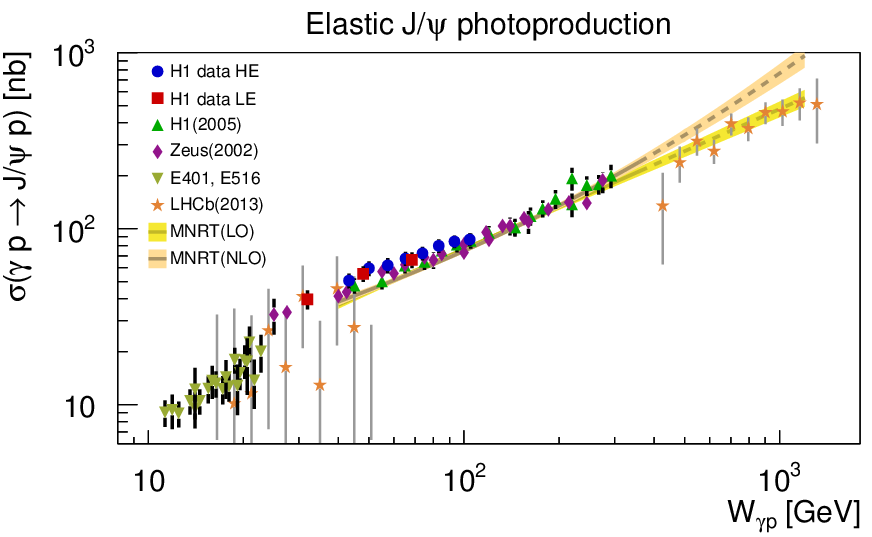 Elastic J/ψ photoproduction
σ(γ p → J/ψ p) [nb]
10³
10²
10
H1 data HE
H1 data LE
H1(2005)
Zeus(2002)
E401, E516
LHCb(2013)
MNRT(LO)
MNRT(NLO)
10 10² 10³
Wγp [GeV]